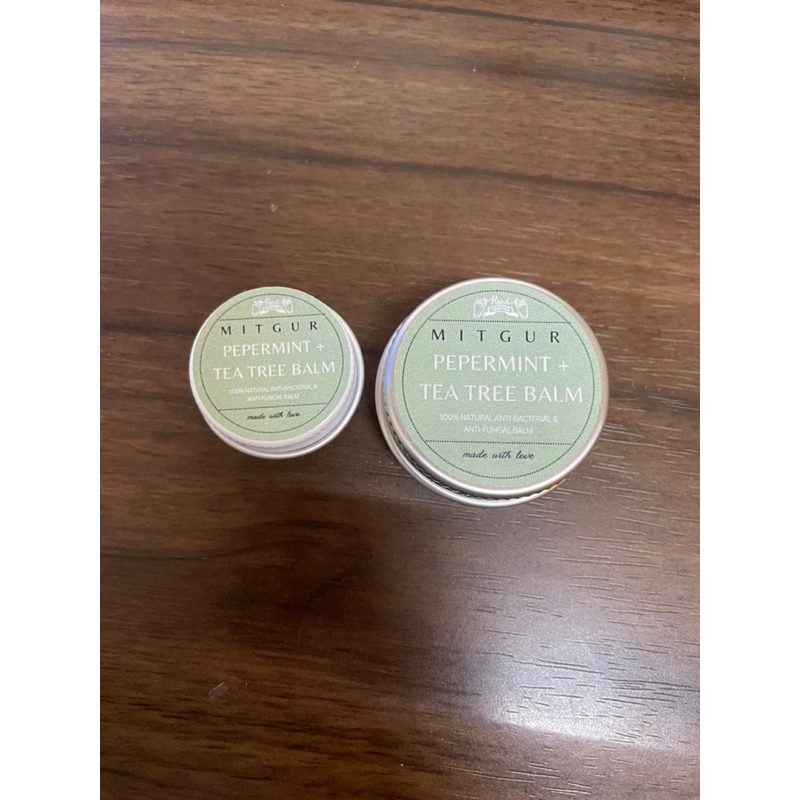 MITGUR
PEPERMINT +
TEA TREE BALM
100% NATURAL ANTI-BACTERIAL &
ANTI-FUNGAL BALM
made with love
MITGUR
PEPERMINT +
TEA TREE BALM
100% NATURAL ANTI-BACTERIAL &
ANTI-FUNGAL BALM
made with love